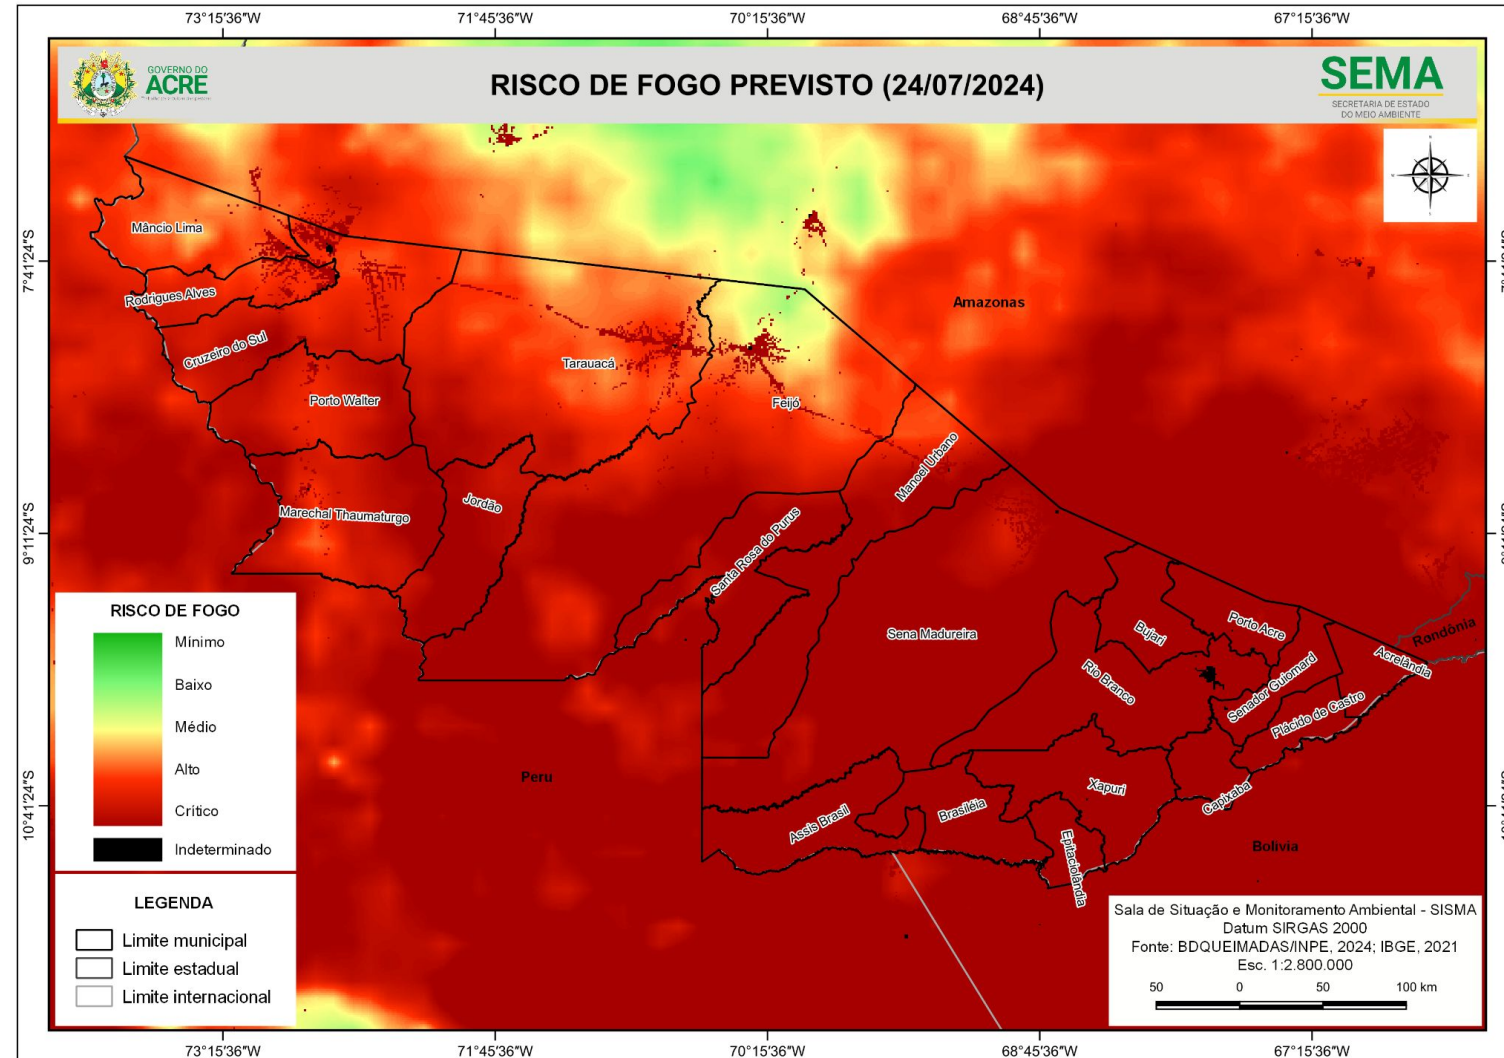 73°15'36"W
71°45'36"W
70°15'36"W
68°45'36"W
67°15'36"W
GOVERNO DO
ACRE
RISCO DE FOGO PREVISTO (24/07/2024)
SEMA
SECRETARIA DE ESTADO
DO MEIO AMBIENTE
7°41'24"S
9°11'24"S
10°41'24"S
Mâncio Lima
Rodrigues Alves
Cruzeiro do Sul
Porto Walter
Marechal Thaumaturgo
Jordão
Tarauacá
Feijó
Amazonas
Manoel Urbano
Santa Rosa do Purus
Sena Madureira
Bujari
Porto Acre
Rio Branco
Senador Guiomard
Acrelândia
Rondônia
Plácido de Castro
Capixaba
Xapuri
Brasiléia
Epitaciolândia
Assis Brasil
Peru
Bolivia
RISCO DE FOGO
Mínimo
Baixo
Médio
Alto
Crítico
Indeterminado
LEGENDA
Limite municipal
Limite estadual
Limite internacional
Sala de Situação e Monitoramento Ambiental - SISMA
Datum SIRGAS 2000
Fonte: BDQUEIMADAS/INPE, 2024; IBGE, 2021
Esc. 1:2.800.000
50 0 50 100 km
73°15'36"W
71°45'36"W
70°15'36"W
68°45'36"W
67°15'36"W